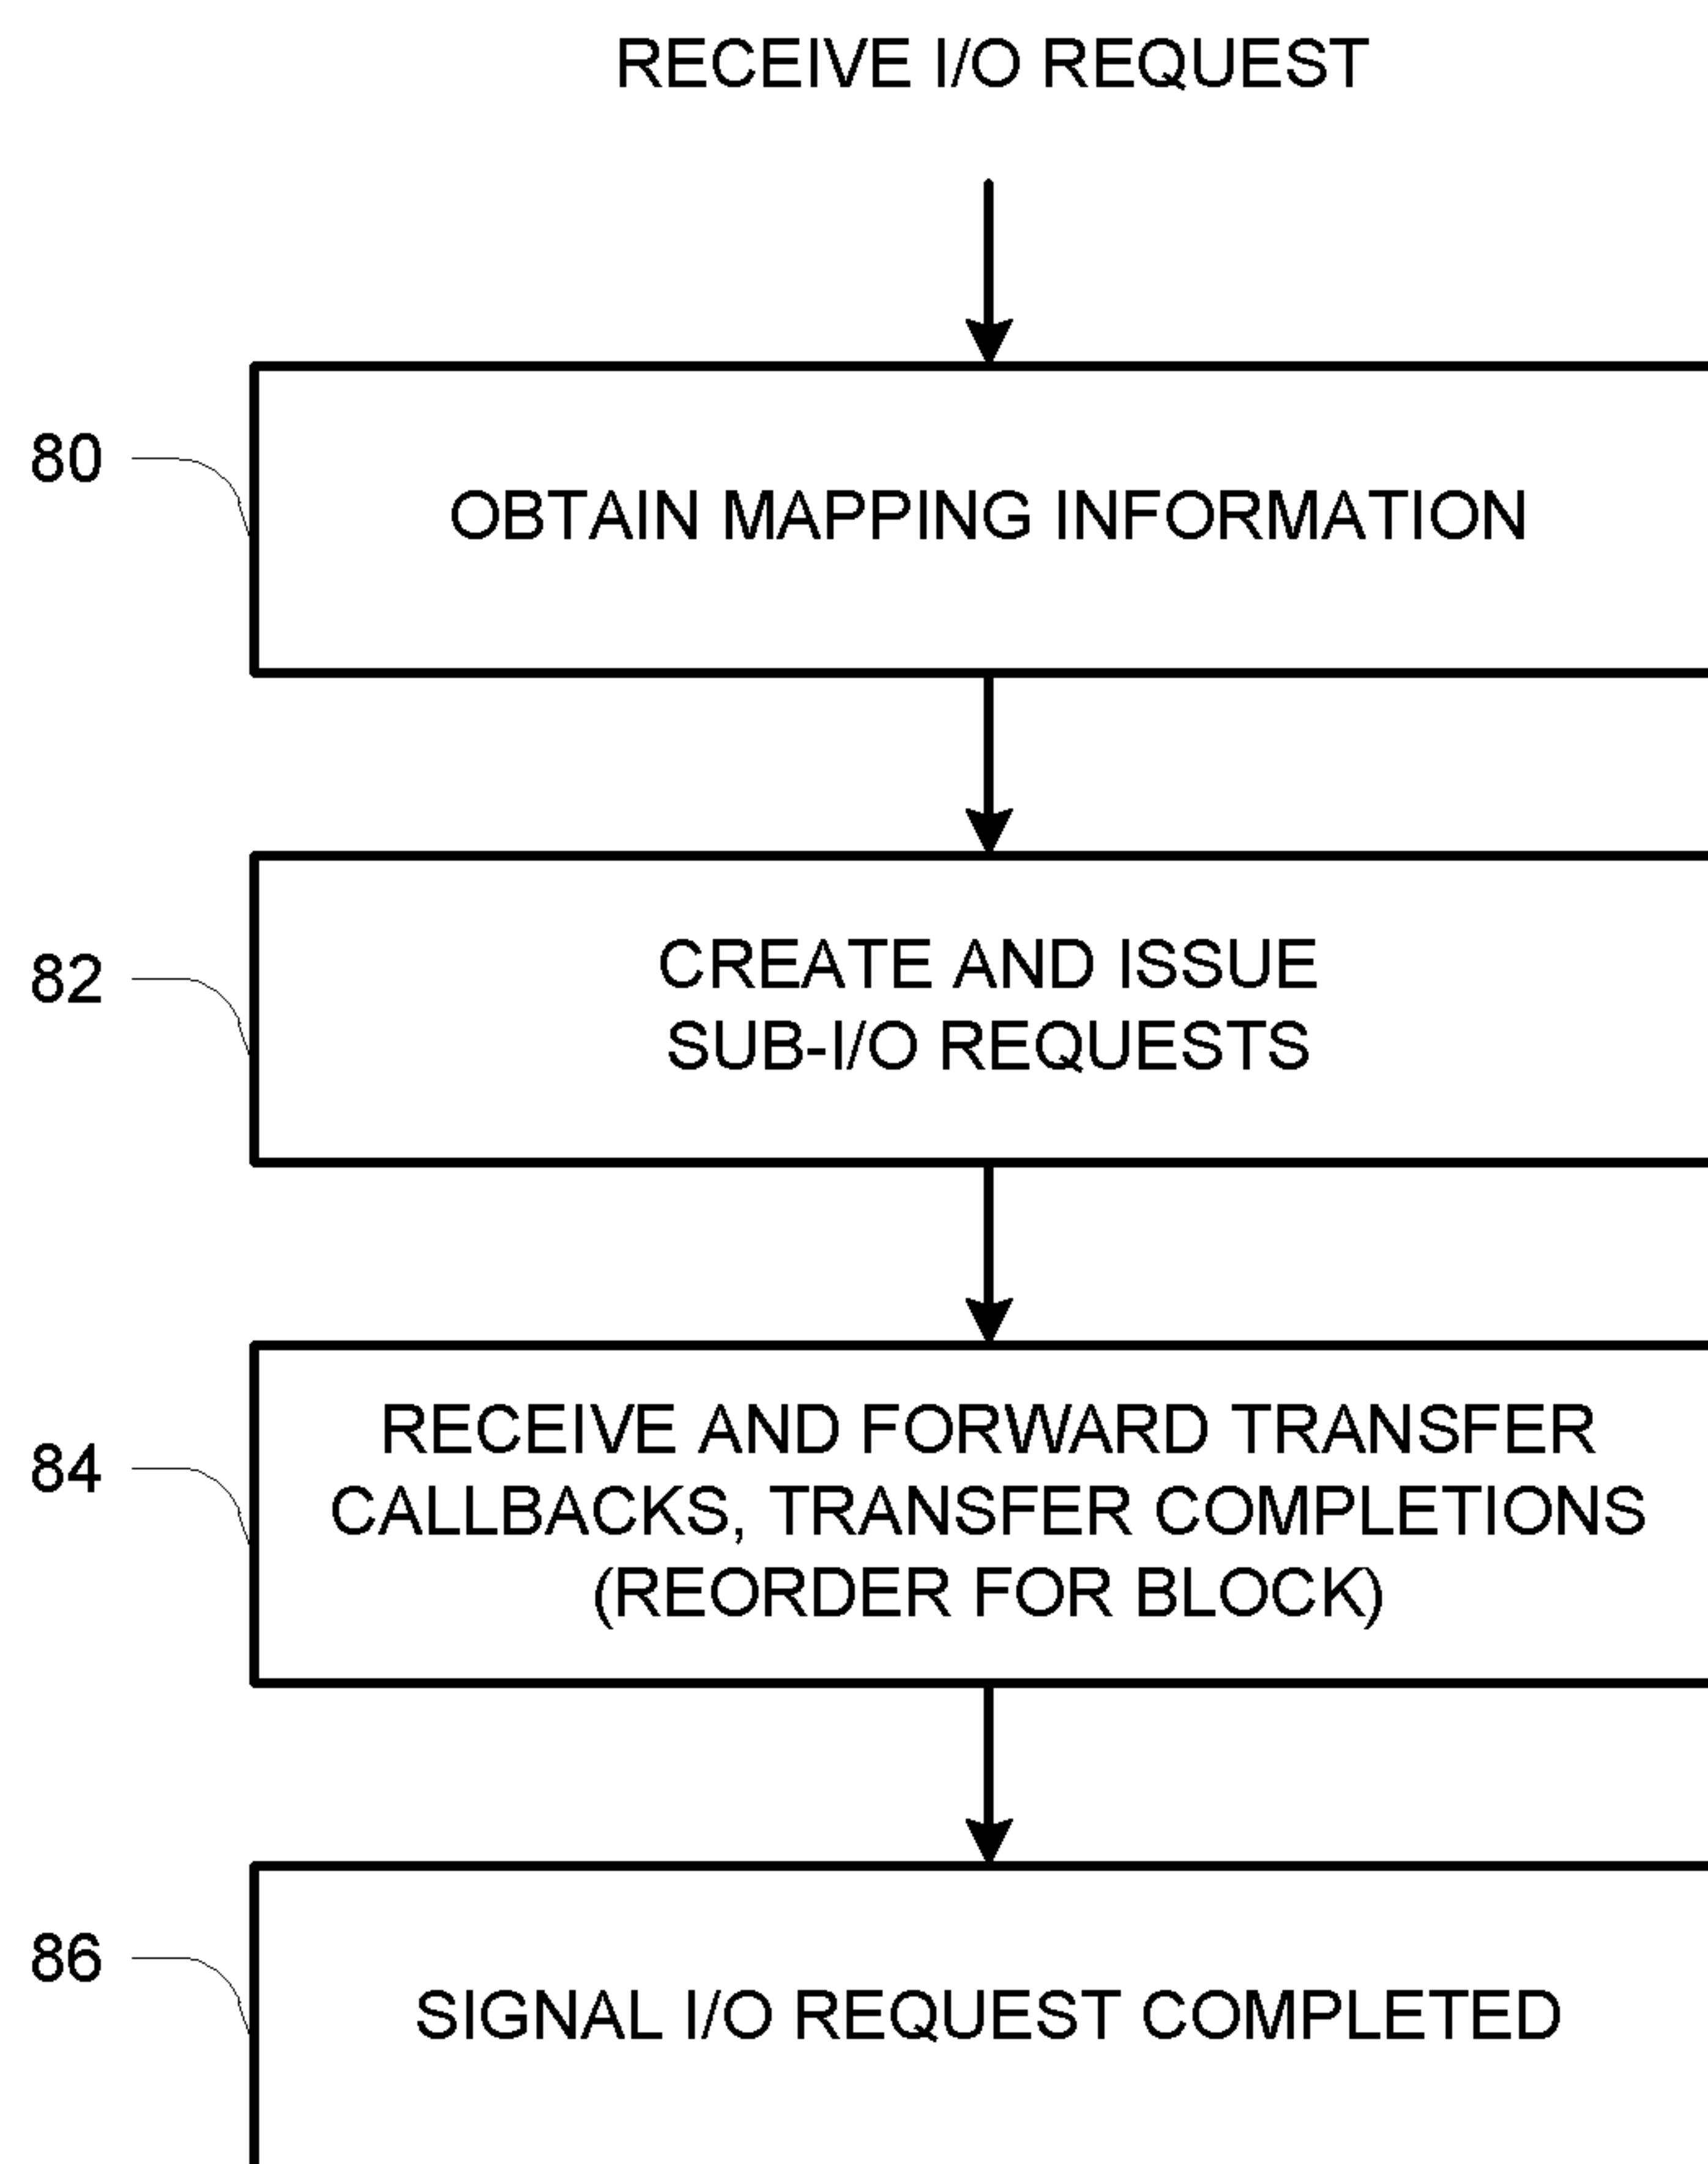 RECEIVE I/O REQUEST
80
OBTAIN MAPPING INFORMATION
82
CREATE AND ISSUE
SUB-I/O REQUESTS
84
RECEIVE AND FORWARD TRANSFER
CALLBACKS, TRANSFER COMPLETIONS
(REORDER FOR BLOCK)
86
SIGNAL I/O REQUEST COMPLETED